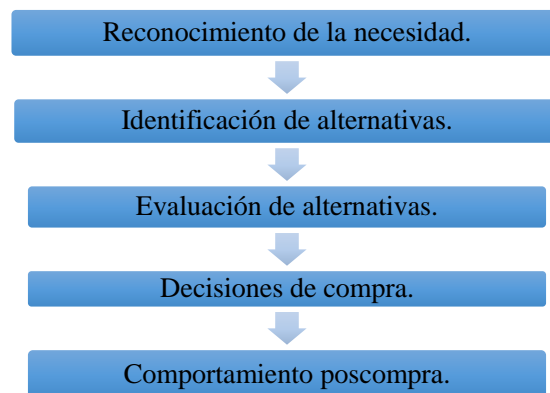 Reconocimiento de la necesidad.
Identificación de alternativas.
Evaluación de alternativas.
Decisiones de compra.
Comportamiento poscompra.